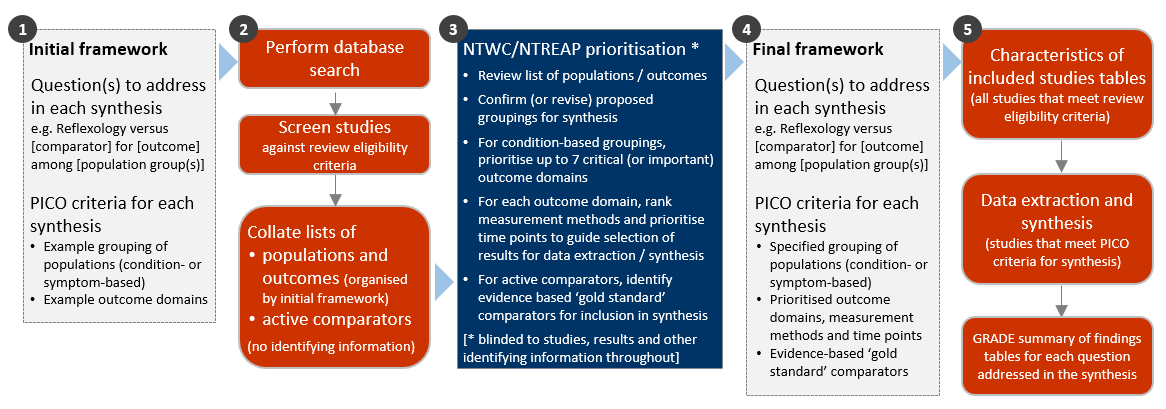 1
Initial framework
Question(s) to address
in each synthesis
e.g. Reflexology versus
[comparator] for [outcome]
among [population group(s)]
PICO criteria for each
synthesis
• Example grouping of
populations (condition- or
symptom-based)
• Example outcome domains
2
Perform database
search
Screen studies
against review eligibility
criteria
Collate lists of
• populations and
outcomes (organised
by initial framework)
• active comparators
(no identifying information)
3
NTWC/NTREAP prioritisation *
• Review list of populations / outcomes
• Confirm (or revise) proposed
groupings for synthesis
• For condition-based groupings,
prioritise up to 7 critical (or important)
outcome domains
• For each outcome domain, rank
measurement methods and prioritise
time points to guide selection of
results for data extraction / synthesis
• For active comparators, identify
evidence based ‘gold standard’
comparators for inclusion in synthesis
[* blinded to studies, results and other
identifying information throughout]
4
Final framework
Question(s) to address
in each synthesis
e.g. Reflexology versus
[comparator] for [outcome]
among [population group(s)]
PICO criteria for each
synthesis
• Specified grouping of
populations (condition- or
symptom-based)
• Prioritised outcome
domains, measurement
methods and time points
• Evidence-based ‘gold
standard’ comparators
5
Characteristics of
included studies tables
(all studies that meet review
eligibility criteria)
Data extraction and
synthesis
(studies that meet PICO
criteria for synthesis)
GRADE summary of findings
tables for each question
addressed in the synthesis